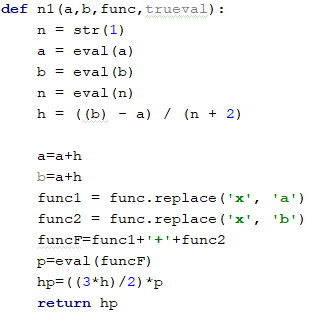 def n1(a,b,func,trueval):
    n = str(1)
    a = eval(a)
    b = eval(b)
    n = eval(n)
    h = ((b) - a) / (n + 2)

    a=a+h
    b=a+h
    func1 = func.replace('x', 'a')
    func2 = func.replace('x', 'b')
    funcF=func1+'+'+func2
    p=eval(funcF)
    hp=((3*h)/2)*p
    return hp